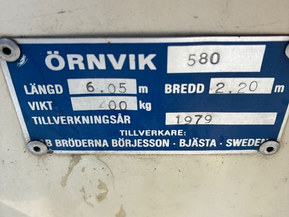 ÖRNVIK 580
LÄNGD 6.05 m BREDD 2.20 m
VIKT kg
TILLVERKNINGSÅR 1979
TILLVERKARE:
B BRÖDERNA BÖRJESSON - BJÄSTA - SWEDEN